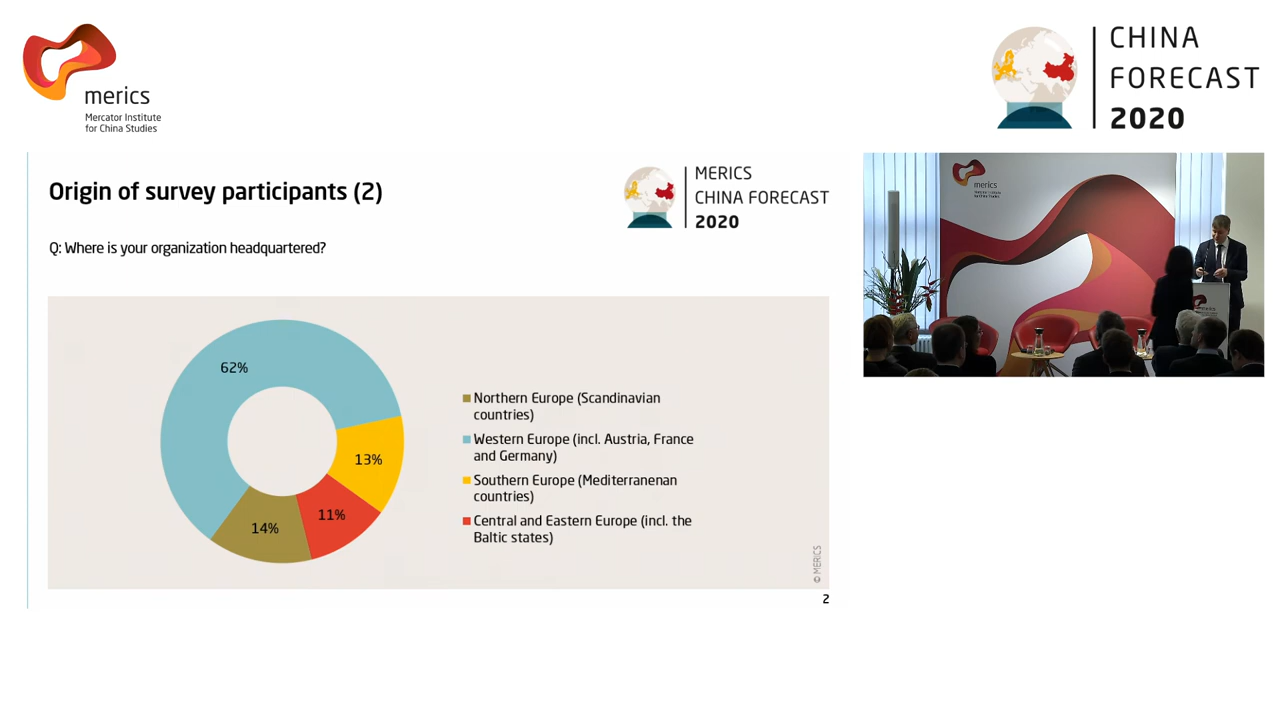 merics
Mercator Institute
for China Studies
CHINA
FORECAST
2020
Origin of survey participants (2)
MERICS
CHINA FORECAST
2020
Q: Where is your organization headquartered?
62%
13%
11%
14%
Northern Europe (Scandinavian
countries)
Western Europe (incl. Austria, France
and Germany)
Southern Europe (Mediterranenan
countries)
Central and Eastern Europe (incl. the
Baltic states)
© MERICS
2
merics
merics